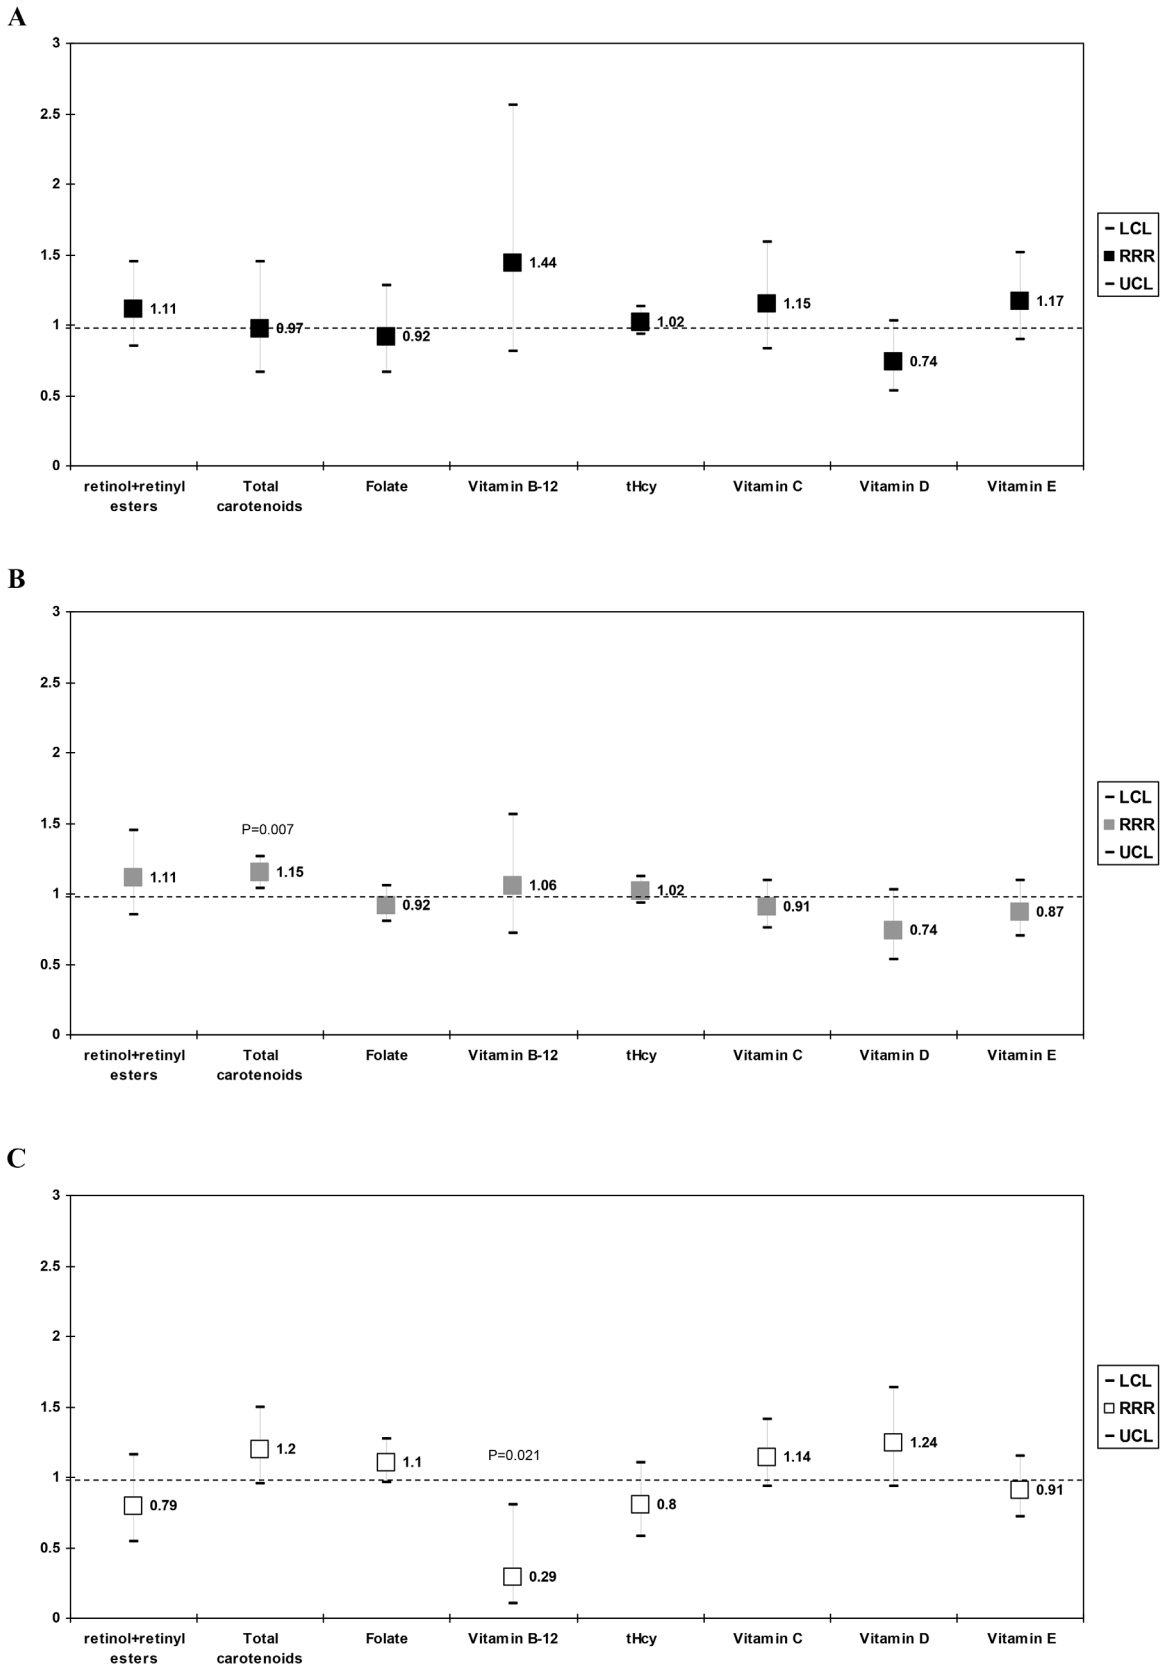 A
3
2.5
2
1.5
1
0.5
0
1.11
0.97
0.92
1.44
1.02
1.15
0.74
1.17
LCL
RRR
UCL
retinol+retinyl esters
Total carotenoids
Folate
Vitamin B-12
tHcy
Vitamin C
Vitamin D
Vitamin E
B
3
2.5
2
1.5
1
0.5
0
P=0.007
1.11
1.15
0.92
1.06
1.02
0.91
0.74
0.87
LCL
RRR
UCL
retinol+retinyl esters
Total carotenoids
Folate
Vitamin B-12
tHcy
Vitamin C
Vitamin D
Vitamin E
C
3
2.5
2
1.5
1
0.5
0
P=0.021
0.79
1.2
1.1
0.29
0.8
1.14
1.24
0.91
LCL
RRR
UCL
retinol+retinyl esters
Total carotenoids
Folate
Vitamin B-12
tHcy
Vitamin C
Vitamin D
Vitamin E